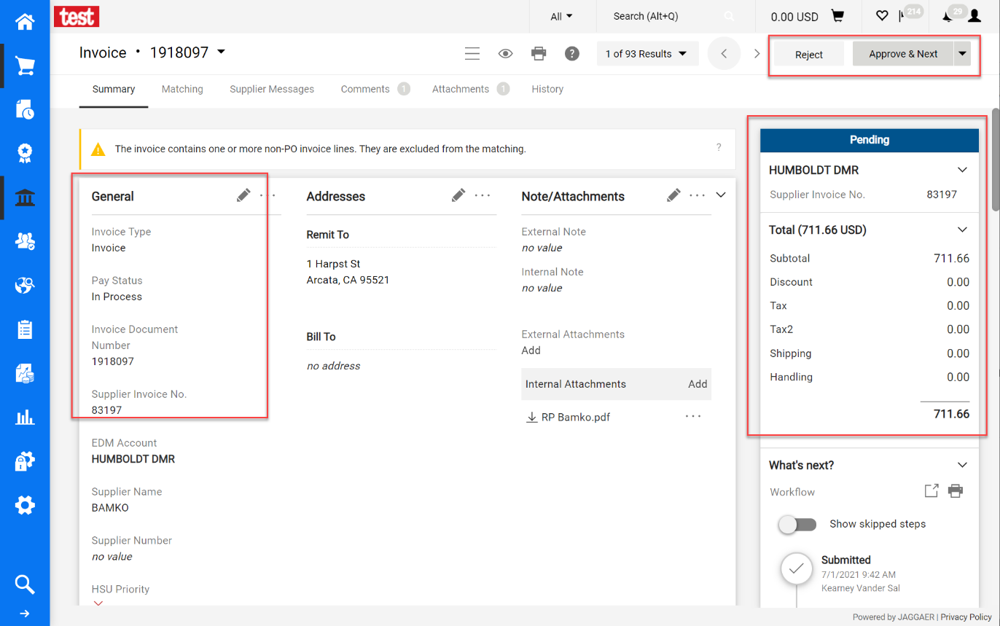 test
All
Search (Alt+Q)
0.00 USD
214
29
Invoice • 1918097
?
1 of 93 Results
Reject
Approve & Next
Summary
Matching
Supplier Messages
Comments 1
Attachments 1
History
The invoice contains one or more non-PO invoice lines. They are excluded from the matching.
?
General
Invoice Type
Invoice
Pay Status
In Process
Invoice Document
Number
1918097
Supplier Invoice No.
83197
EDM Account
HUMBOLDT DMR
Supplier Name
BAMKO
Supplier Number
no value
HSU Priority
Addresses
Remit To
1 Harpst St
Arcata, CA 95521
Bill To
no address
Note/Attachments
External Note
no value
Internal Note
no value
External Attachments
Add
Internal Attachments Add
RP Bamko.pdf
Pending
HUMBOLDT DMR
Supplier Invoice No. 83197
Total (711.66 USD)
Subtotal 711.66
Discount 0.00
Tax 0.00
Tax2 0.00
Shipping 0.00
Handling 0.00
711.66
What's next?
Workflow
Show skipped steps
Submitted
7/1/2021 9:42 AM
Kearney Vander Sal
Powered by JAGGAER | Privacy Policy